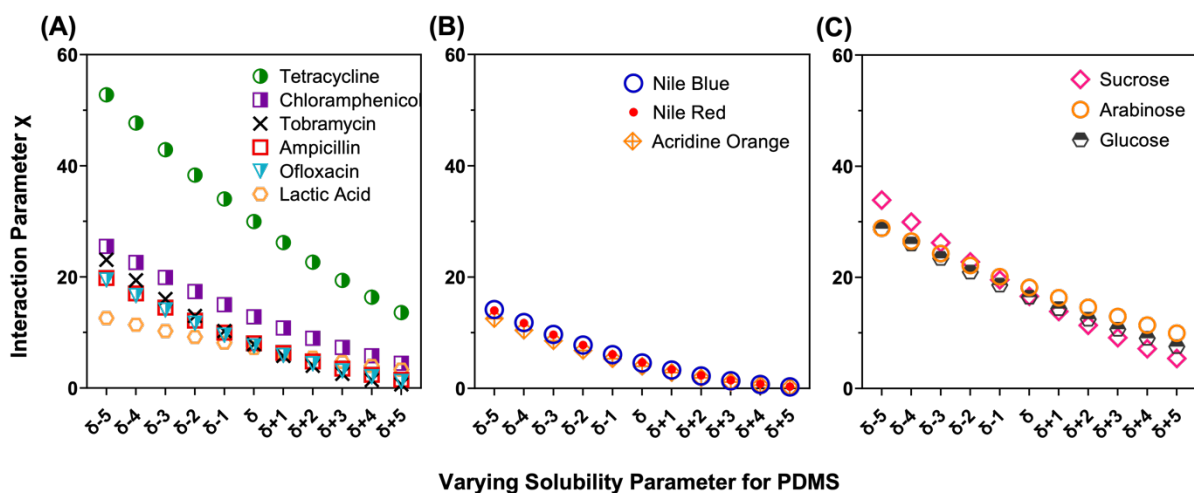 (A)
(B)
(C)
Interaction Parameter χ
60
40
20
0
Tetracycline
Chloramphenicol
Tobramycin
Ampicillin
Ofloxacin
Lactic Acid
δ-5
δ-4
δ-3
δ-2
δ-1
δ
δ+1
δ+2
δ+3
δ+4
δ+5
60
40
20
0
Nile Blue
Nile Red
Acridine Orange
δ-5
δ-4
δ-3
δ-2
δ-1
δ
δ+1
δ+2
δ+3
δ+4
δ+5
60
40
20
0
Sucrose
Arabinose
Glucose
δ-5
δ-4
δ-3
δ-2
δ-1
δ
δ+1
δ+2
δ+3
δ+4
δ+5
Varying Solubility Parameter for PDMS